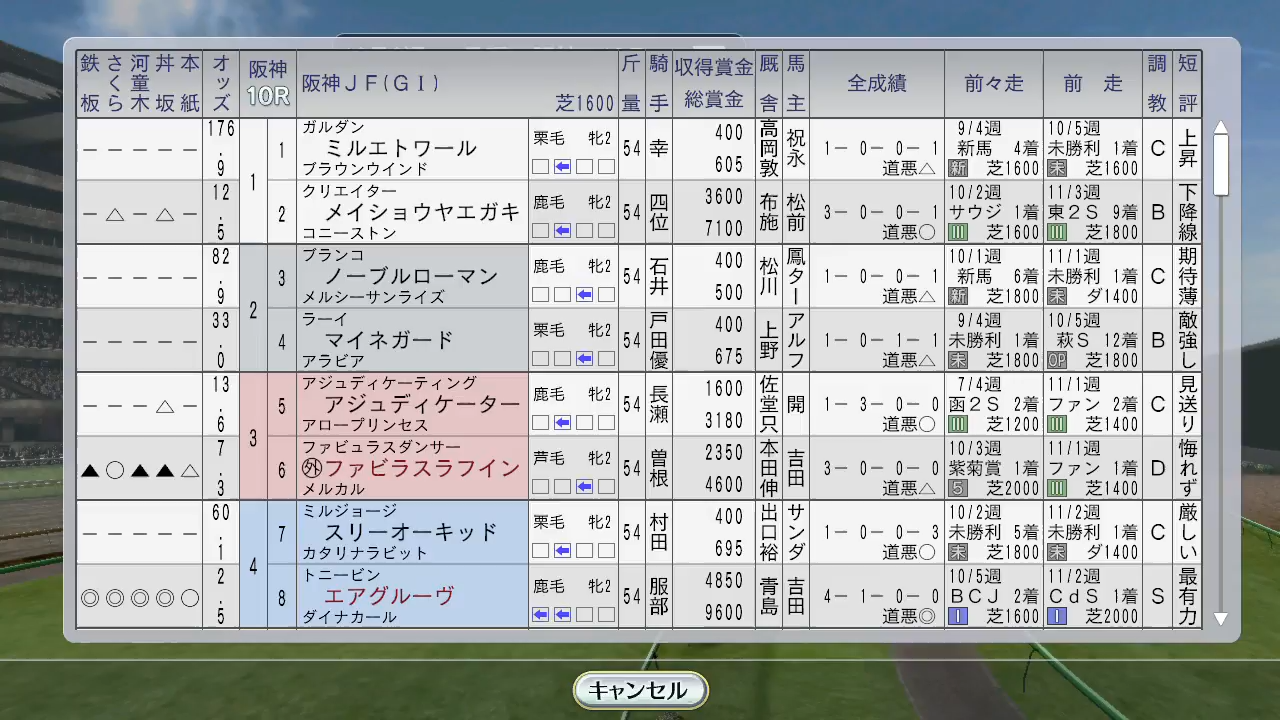 鉄板 さくら 河童木 丼坂 本紙 オッズ 阪神10R 阪神JF(GⅠ) 芝1600 斤量 騎手 収得賞金 総賞金 厩舎 馬主 全成績 前々走 前走 調教 短評
－ － － － － 176.9 1 1 ガルダン
ミルエトワール
ブラウンウインド
栗毛 牝2 54 幸 400 605 高岡敦 祝永 1－ 0－ 0－ 1 道悪△ 9/4週 新馬 4着 新 芝1600 10/5週 未勝利 1着 未 芝1600 C 上昇
－ △ － △ － 12.5 2 クリエイター
メイショウヤエガキ
コニーストン
鹿毛 牝2 54 四位 3600 7100 布施 松前 3－ 0－ 0－ 1 道悪○ 10/2週 サウジ 1着 Ⅲ 芝1600 11/3週 東2S 9着 Ⅲ 芝1800 B 下降線
－ － － － － 82.9 2 3 ブランコ
ノーブルローマン
メルシーサンライズ
鹿毛 牝2 54 石井 400 500 松川 鳳ター 1－ 0－ 0－ 1 道悪△ 10/1週 新馬 6着 新 芝1800 11/1週 未勝利 1着 未 ダ1400 C 期待薄
－ － － － － 33.0 4 ラーイ
マイネガード
アラビア
栗毛 牝2 54 戸田優 400 675 上野 アルフ 1－ 0－ 1－ 1 道悪△ 9/4週 未勝利 1着 未 芝1800 10/5週 萩S 12着 OP 芝1800 B 敵強し
－ － － △ － 13.6 3 5 アジュディケーティング
アジュディケーター
アロープリンセス
鹿毛 牝2 54 長瀬 1600 3180 佐堂只 開 1－ 3－ 0－ 0 道悪○ 7/4週 函2S 2着 Ⅲ 芝1200 11/1週 ファン 2着 Ⅲ 芝1400 C 見送り
▲ ○ ▲ ▲ △ 7.3 6 ファビュラスダンサー
外ファビラスラフイン
メルカル
芦毛 牝2 54 曽根 2350 4600 本田伸 吉田 3－ 0－ 0－ 0 道悪△ 10/3週 紫菊賞 1着 5 芝2000 11/1週 ファン 1着 Ⅲ 芝1400 D 悔れず
－ － － － － 60.1 4 7 ミルジョージ
スリーオーキッド
カタリナラビット
栗毛 牝2 54 村田 400 695 出口裕 サンダ 1－ 0－ 0－ 3 道悪○ 10/2週 未勝利 5着 未 芝1800 11/2週 未勝利 1着 未 ダ1400 C 厳しい
◎ ◎ ◎ ◎ ○ 2.5 8 トニービン
エアグルーヴ
ダイナカール
鹿毛 牝2 54 服部 4850 9600 青島 吉田 4－ 1－ 0－ 0 道悪◎ 10/5週 BCJ 2着 Ⅰ 芝1600 11/2週 CdS 1着 Ⅰ 芝2000 S 最有力
キャンセル